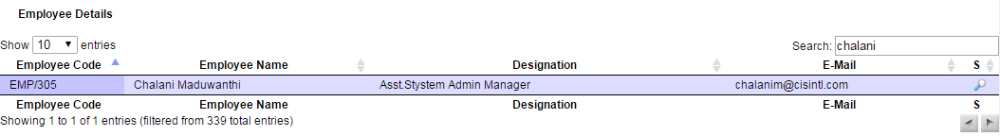 Employee Details
Show 10 entries Search: chalani
Employee Code Employee Name Designation E-Mail S
EMP/305 Chalani Maduwanthi Asst.Stystem Admin Manager chalanim@cisintl.com
Employee Code Employee Name Designation E-Mail S
Showing 1 to 1 of 1 entries (filtered from 339 total entries)